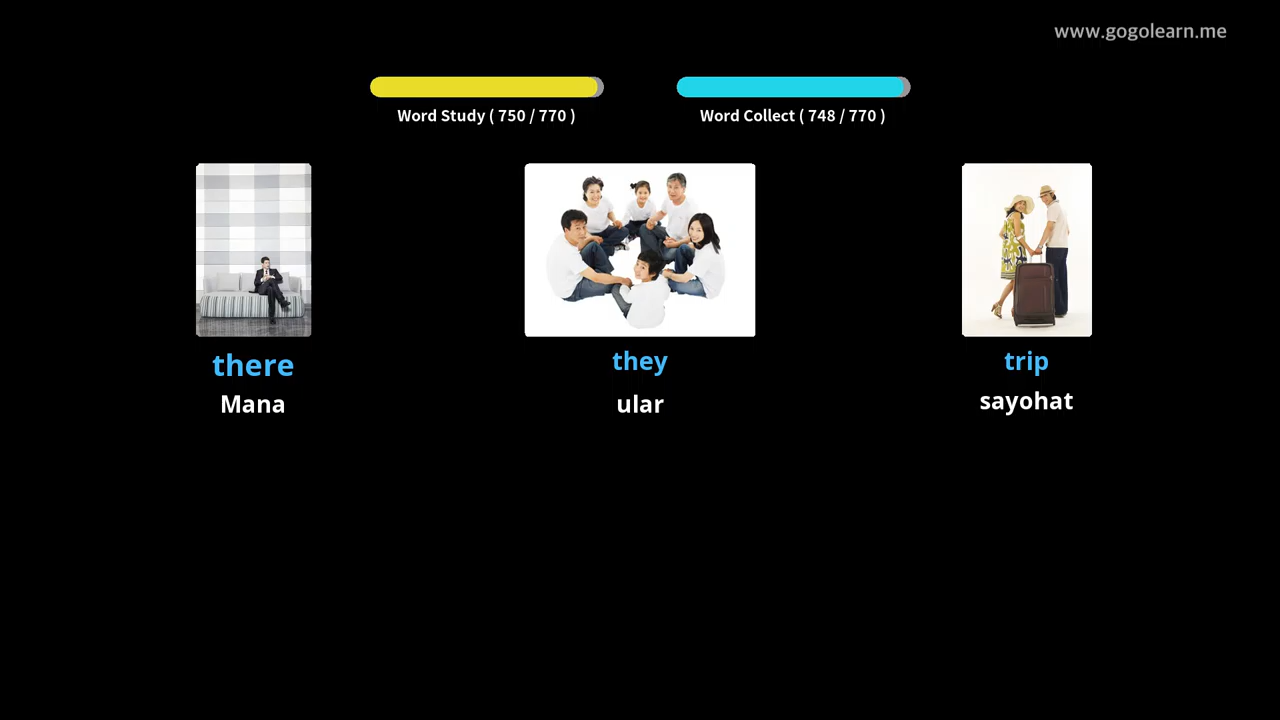 www.gogolearn.me
Word Study ( 750 / 770 )
Word Collect ( 748 / 770 )
there
they
trip
Mana
ular
sayohat